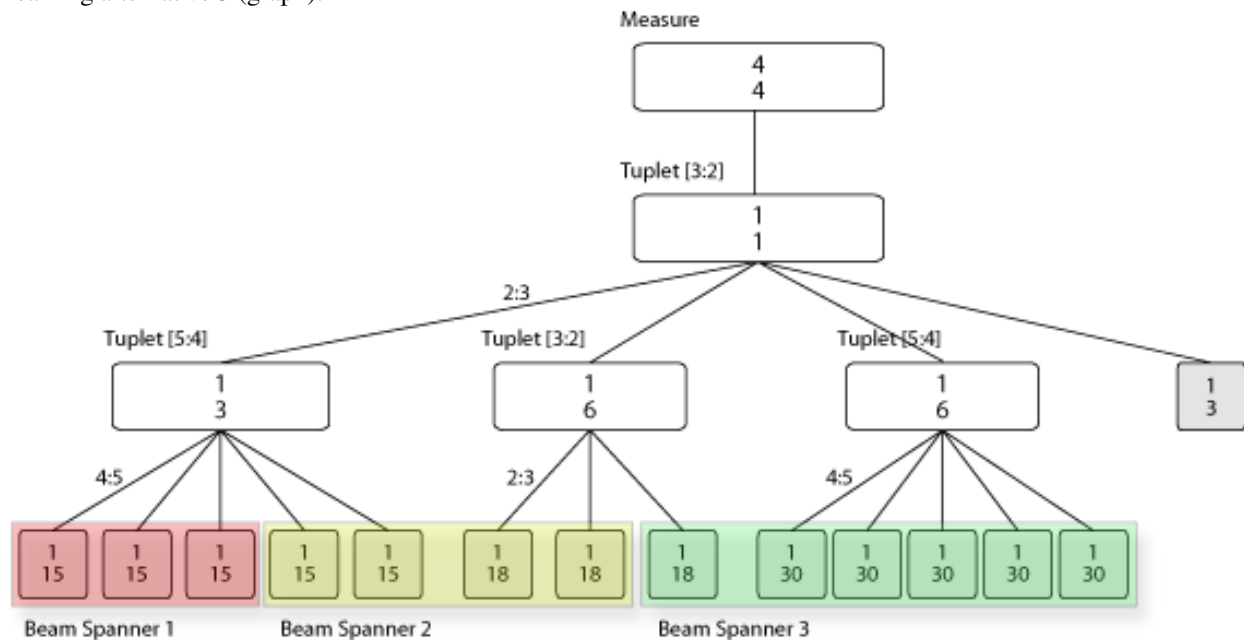 Measure
4
4
Tuplet [3:2]
1
1
2:3
Tuplet [5:4] Tuplet [3:2] Tuplet [5:4]
1 1 1 1
3 6 6 3
4:5 2:3 4:5
1 1 1 1 1 1 1 1 1 1 1 1 1
15 15 15 15 15 18 18 18 30 30 30 30 30
Beam Spanner 1 Beam Spanner 2 Beam Spanner 3